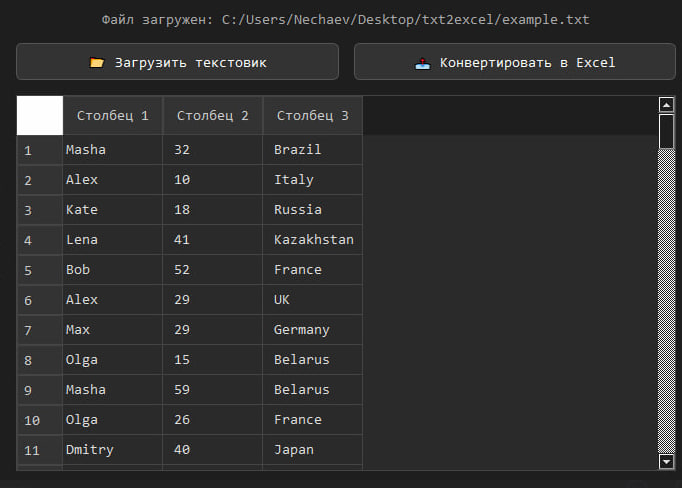 Файл загружен: C:/Users/Nechaev/Desktop/txt2excel/example.txt
Загрузить текстовик Конвертировать в Excel
Столбец 1 Столбец 2 Столбец 3
1 Masha 32 Brazil
2 Alex 10 Italy
3 Kate 18 Russia
4 Lena 41 Kazakhstan
5 Bob 52 France
6 Alex 29 UK
7 Max 29 Germany
8 Olga 15 Belarus
9 Masha 59 Belarus
10 Olga 26 France
11 Dmitry 40 Japan